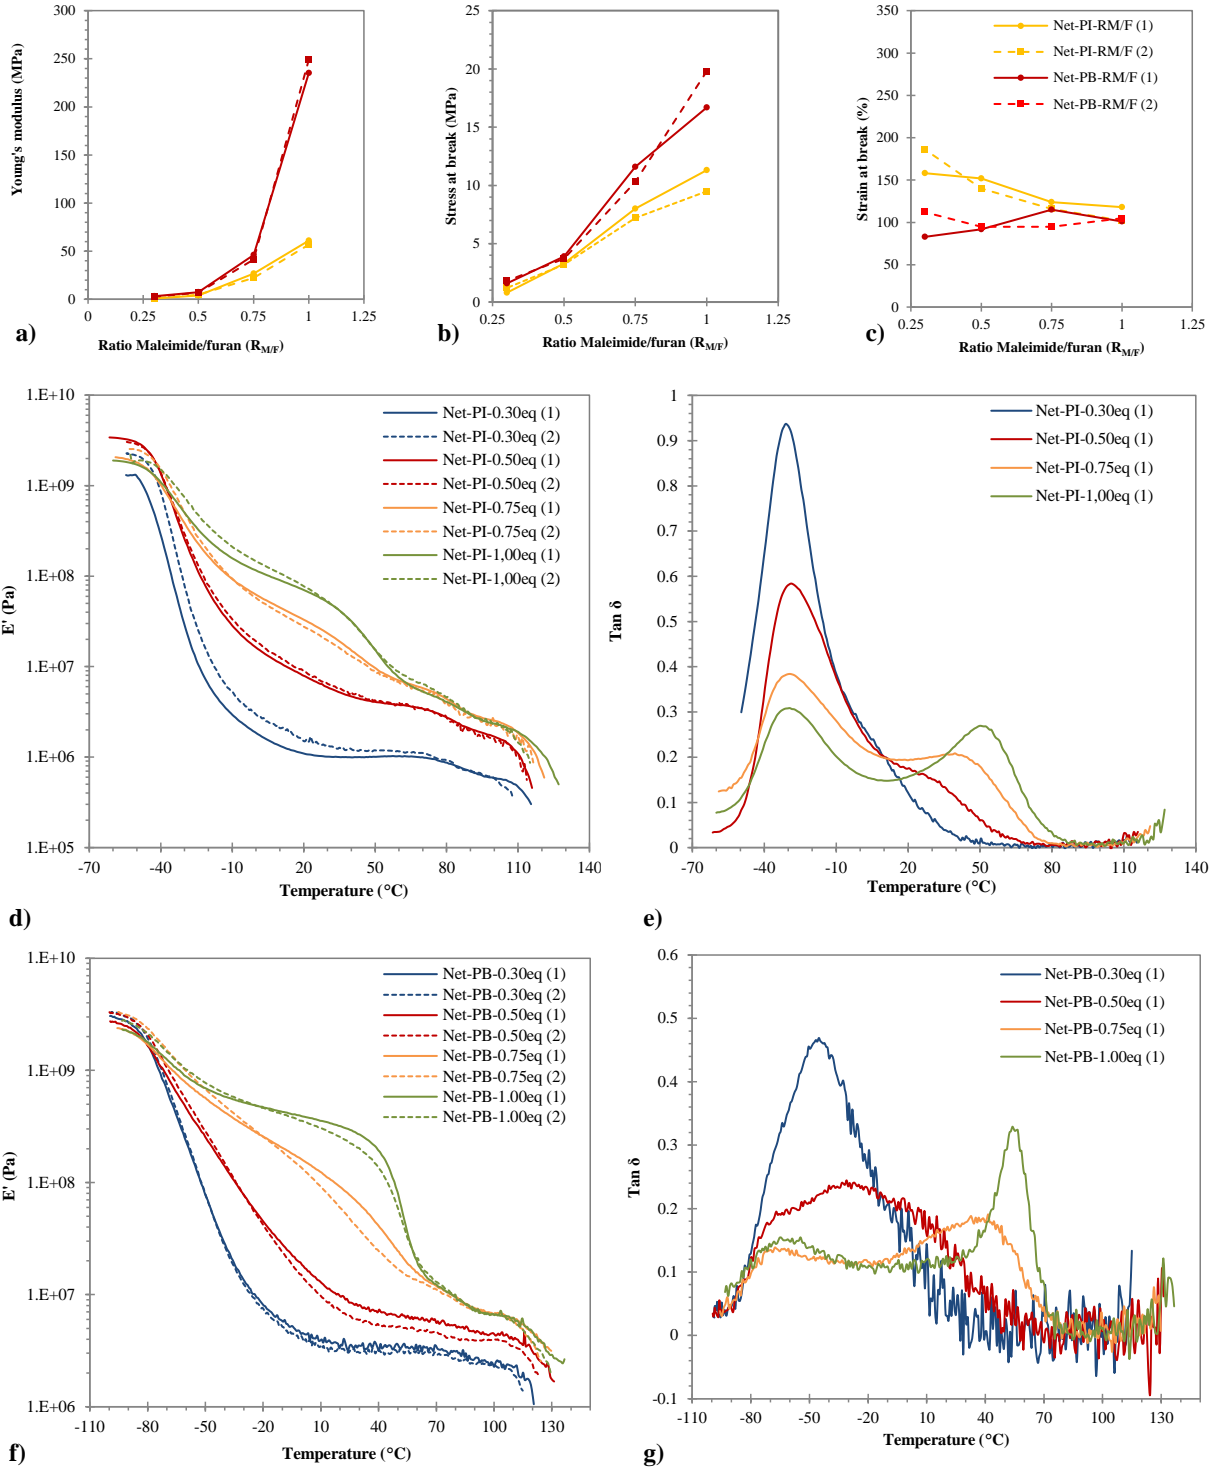 300
250
200
150
100
50
0
Young's modulus (MPa)
0
0.25
0.5
0.75
1
1.25
Ratio Maleimide/furan (R_M/F)
a)
25
20
15
10
5
0
Stress at break (MPa)
0.25
0.5
0.75
1
1.25
Ratio Maleimide/furan (R_M/F)
b)
350
300
250
200
150
100
50
0
Strain at break (%)
Net-PI-RM/F (1)
Net-PI-RM/F (2)
Net-PB-RM/F (1)
Net-PB-RM/F (2)
0.25
0.5
0.75
1
1.25
Ratio Maleimide/furan (R_M/F)
c)
1.E+10
1.E+09
1.E+08
1.E+07
1.E+06
1.E+05
E' (Pa)
Net-PI-0.30eq (1)
Net-PI-0.30eq (2)
Net-PI-0.50eq (1)
Net-PI-0.50eq (2)
Net-PI-0.75eq (1)
Net-PI-0.75eq (2)
Net-PI-1,00eq (1)
Net-PI-1,00eq (2)
-70
-40
-10
20
50
80
110
140
Temperature (°C)
d)
1
0.9
0.8
0.7
0.6
0.5
0.4
0.3
0.2
0.1
0
Tan δ
Net-PI-0.30eq (1)
Net-PI-0.50eq (1)
Net-PI-0.75eq (1)
Net-PI-1,00eq (1)
-70
-40
-10
20
50
80
110
140
Temperature (°C)
e)
1.E+10
1.E+09
1.E+08
1.E+07
1.E+06
E' (Pa)
Net-PB-0.30eq (1)
Net-PB-0.30eq (2)
Net-PB-0.50eq (1)
Net-PB-0.50eq (2)
Net-PB-0.75eq (1)
Net-PB-0.75eq (2)
Net-PB-1.00eq (1)
Net-PB-1.00eq (2)
-110
-80
-50
-20
10
40
70
100
130
Temperature (°C)
f)
0.6
0.5
0.4
0.3
0.2
0.1
0
-0.1
Tan δ
Net-PB-0.30eq (1)
Net-PB-0.50eq (1)
Net-PB-0.75eq (1)
Net-PB-1.00eq (1)
-110
-80
-50
-20
10
40
70
100
130
Temperature (°C)
g)